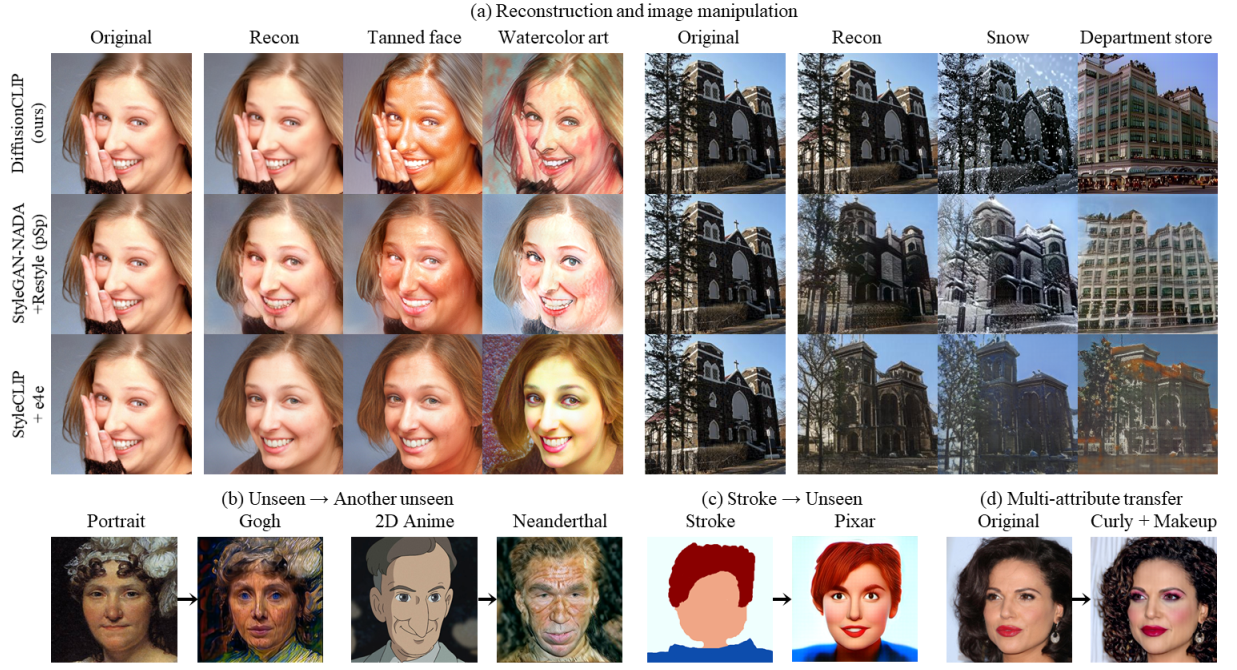 (a) Reconstruction and image manipulation
Original Recon Tanned face Watercolor art Original Recon Snow Department store
DiffusionCLIP
(ours)
StyleGAN-NADA
+Restyle (pSp)
StyleCLIP
+ e4e
(b) Unseen → Another unseen
Portrait Gogh 2D Anime Neanderthal
(c) Stroke → Unseen
Stroke Pixar
(d) Multi-attribute transfer
Original Curly + Makeup